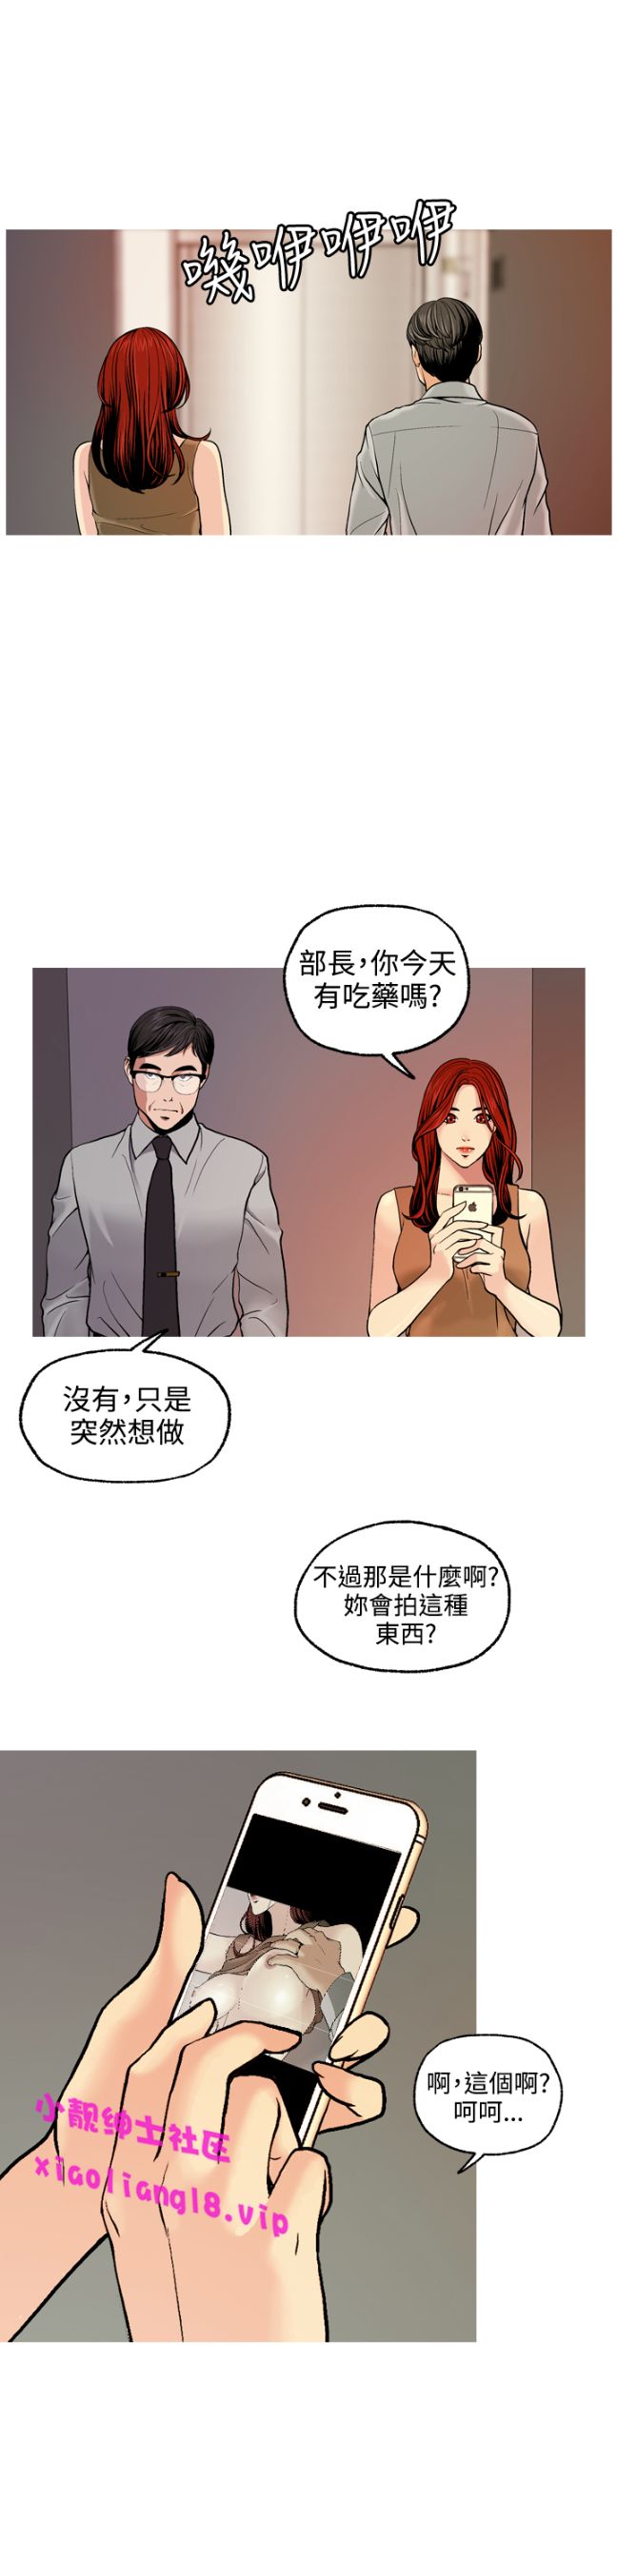 嘰咿咿咿
部長，你今天
有吃藥嗎？
沒有，只是
突然想做
不過那是什麼啊？
妳會拍這種
東西？
啊，這個啊？
呵呵...
小靚绅士社区
xiaoliang18.vip